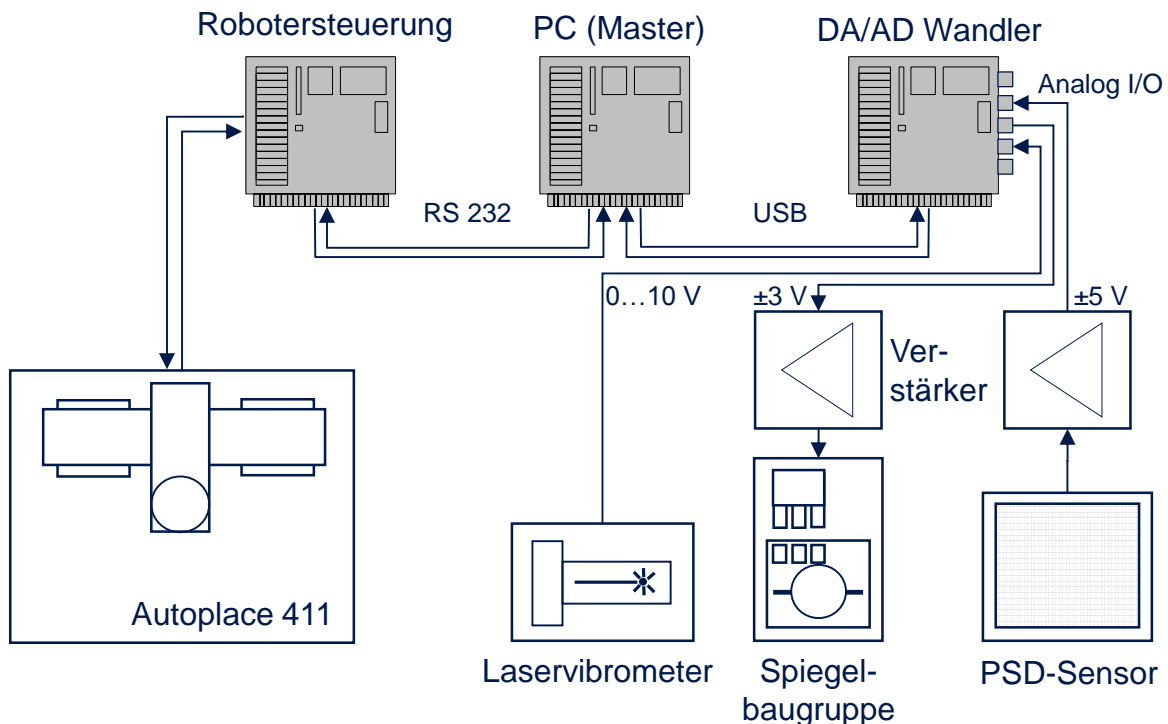 Robotersteuerung
PC (Master)
DA/AD Wandler
Analog I/O
RS 232
USB
0…10 V
±3 V
±5 V
Ver-
stärker
Autoplace 411
Laservibrometer
Spiegel-
baugruppe
PSD-Sensor